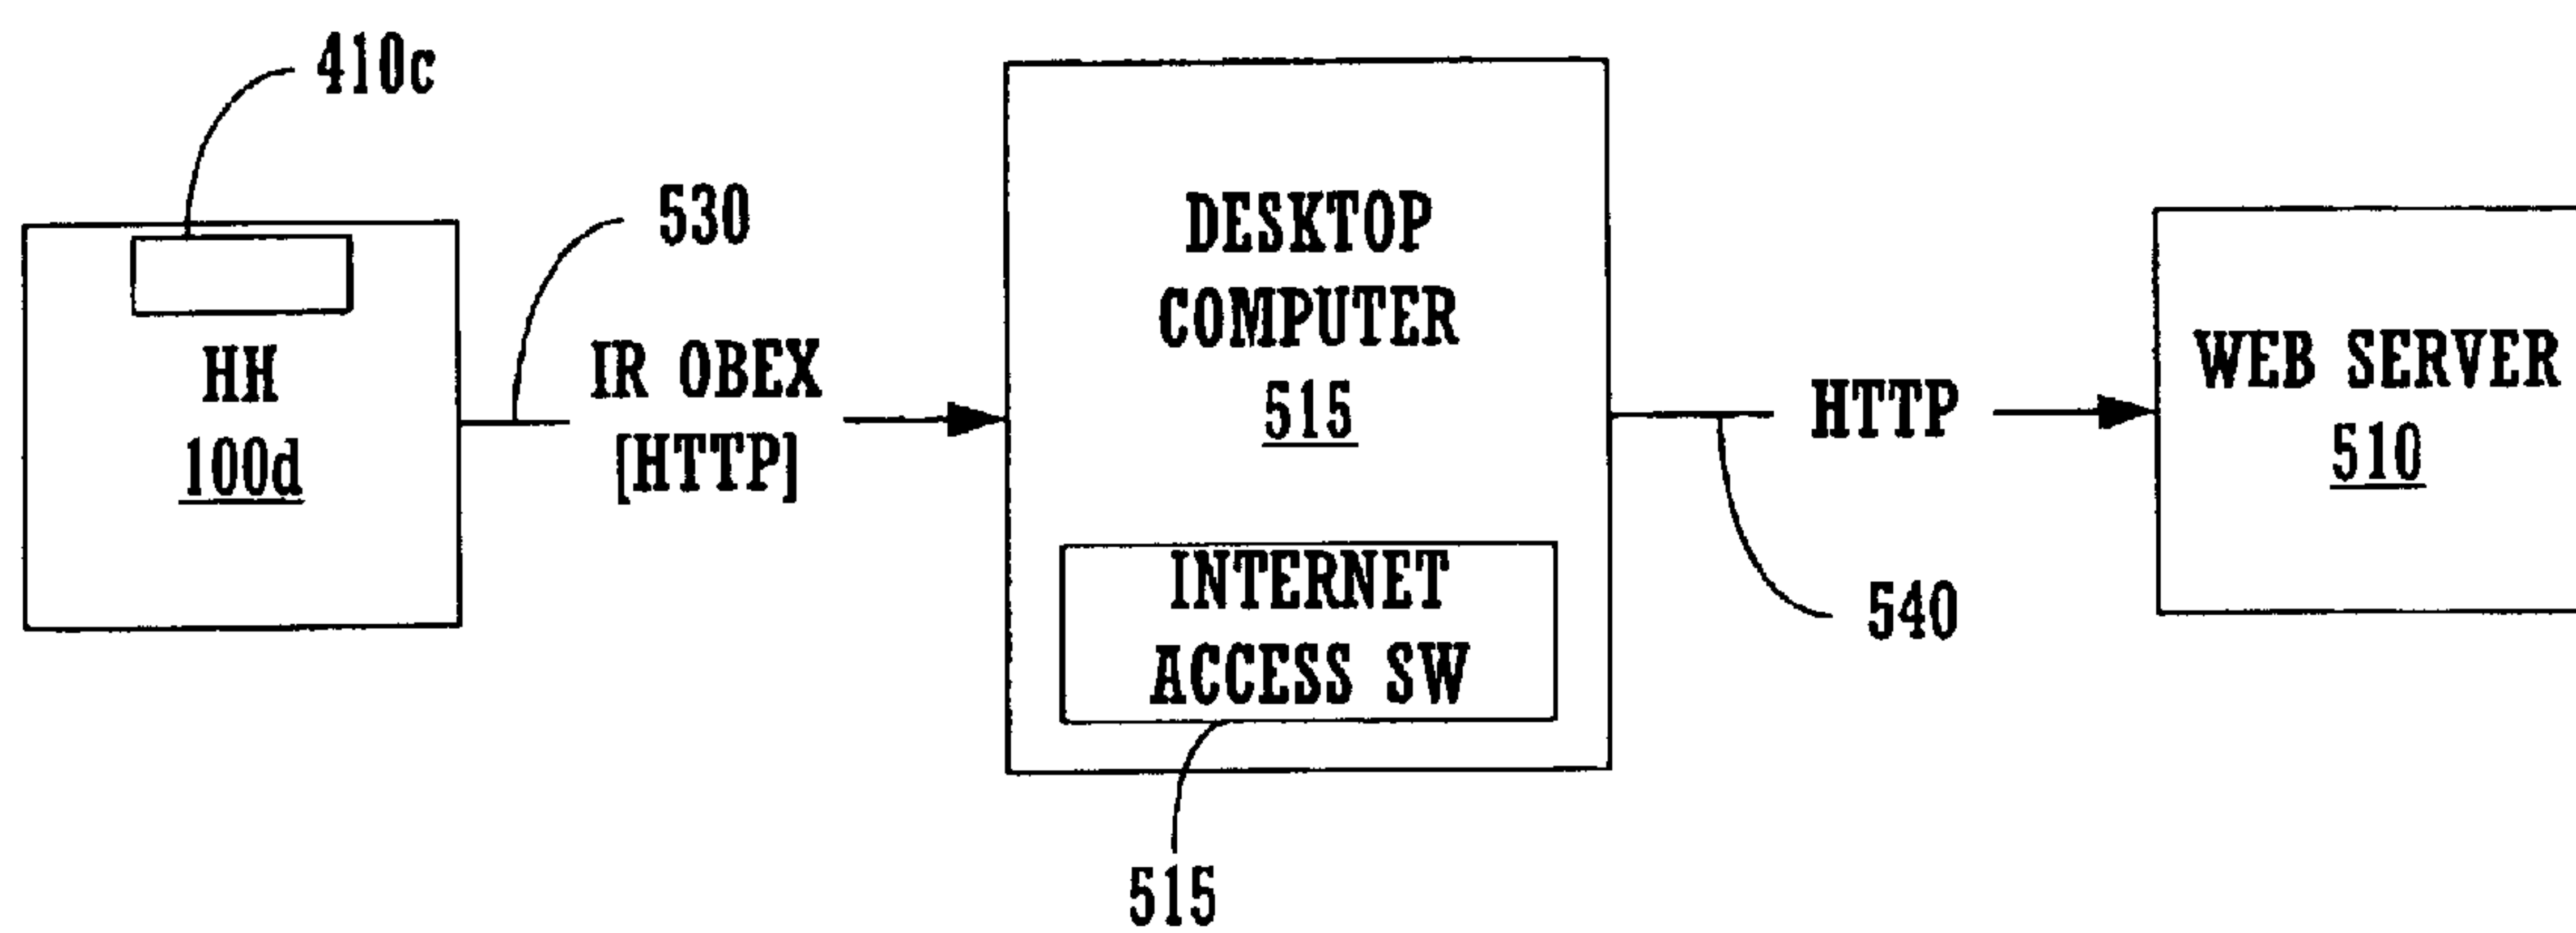 410c
530
HH
100d
IR OBEX
[HTTP]
DESKTOP
COMPUTER
515
INTERNET
ACCESS SW
515
HTTP
540
WEB SERVER
510